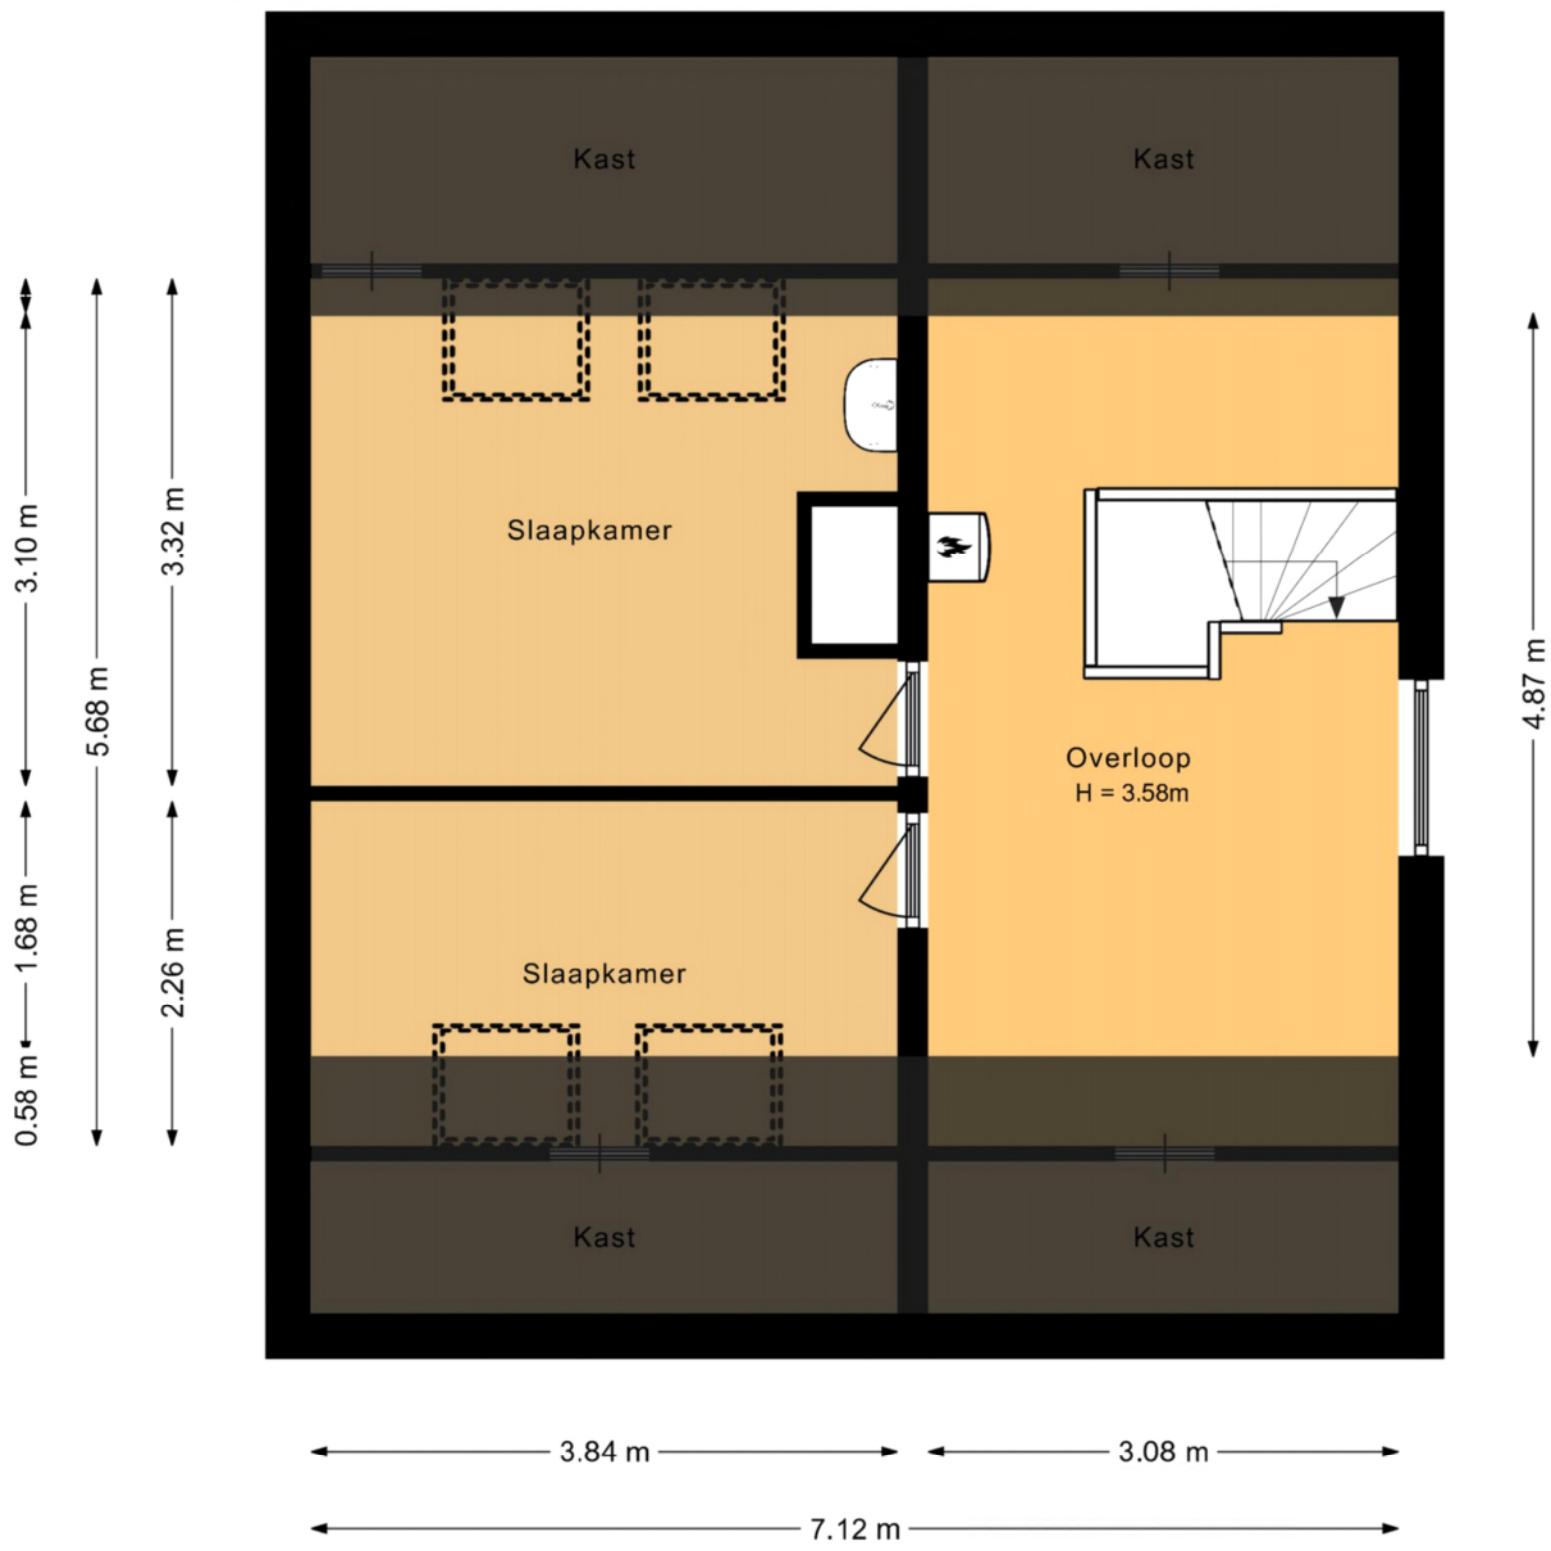 Kast
Kast
Slaapkamer
Overloop
H = 3.58m
Slaapkamer
Kast
Kast
3.10 m
1.68 m
0.58 m
5.68 m
3.32 m
2.26 m
4.87 m
3.84 m
3.08 m
7.12 m